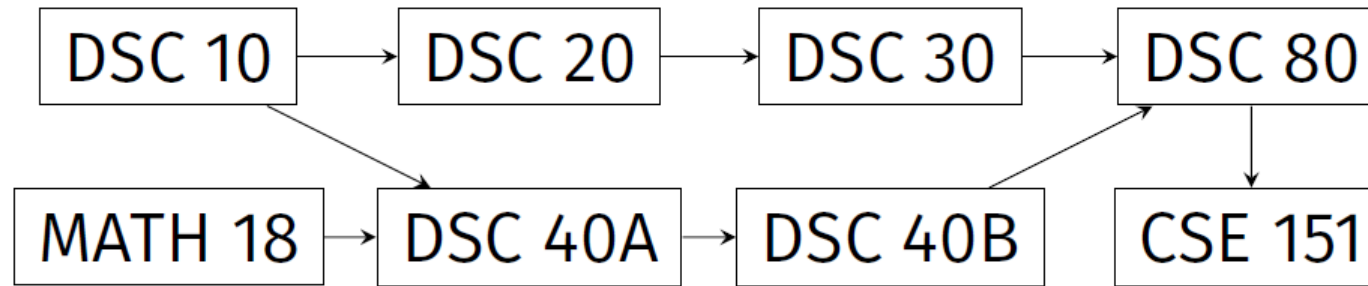 DSC 10 DSC 20 DSC 30 DSC 80
MATH 18 DSC 40A DSC 40B CSE 151